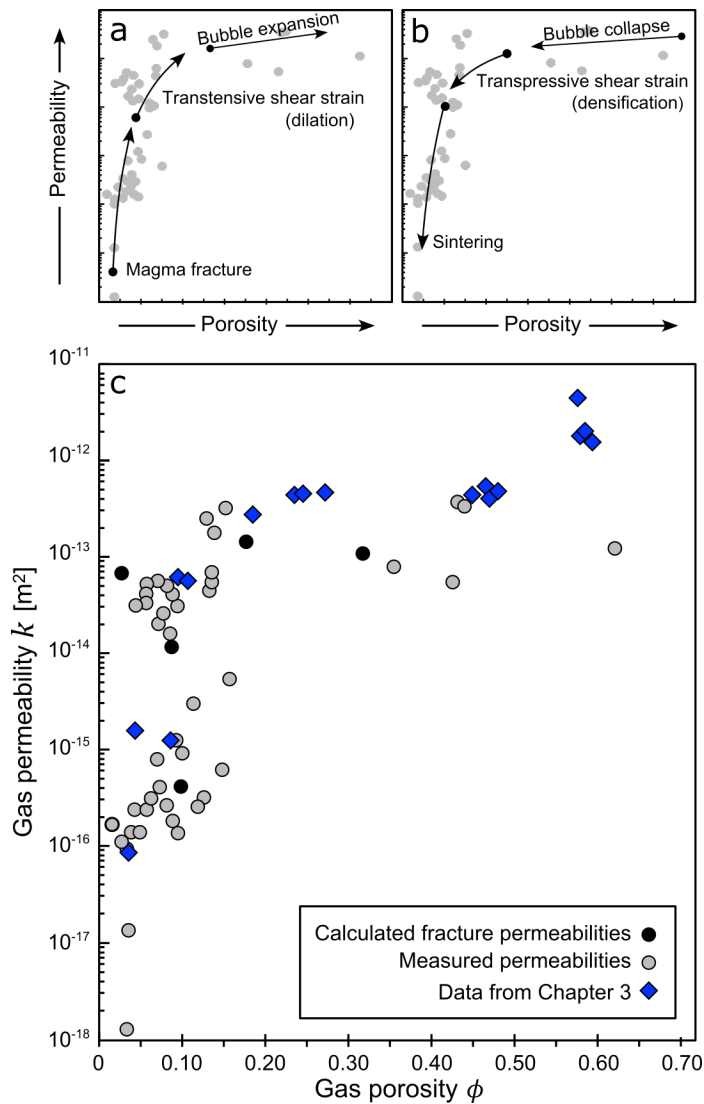 a
Permeability
Bubble expansion
Transtensive shear strain
(dilation)
Magma fracture
Porosity
b
Bubble collapse
Transpressive shear strain
(densification)
Sintering
Porosity
c
Gas permeability k [m²]
10⁻¹¹
10⁻¹²
10⁻¹³
10⁻¹⁴
10⁻¹⁵
10⁻¹⁶
10⁻¹⁷
10⁻¹⁸
Calculated fracture permeabilities
Measured permeabilities
Data from Chapter 3
0 0.10 0.20 0.30 0.40 0.50 0.60 0.70
Gas porosity ϕ